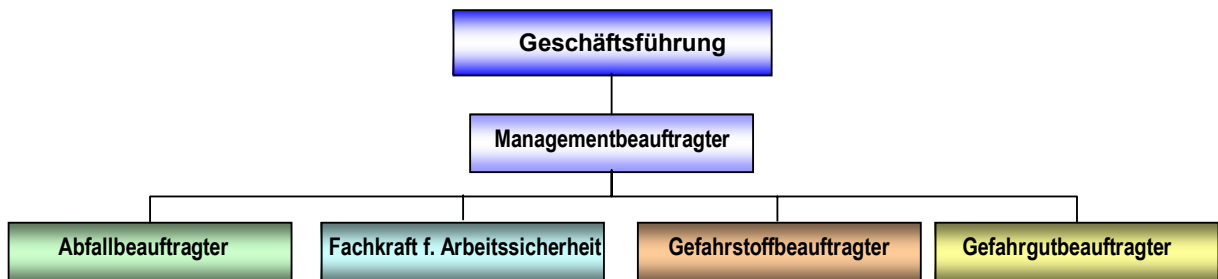 Geschäftsführung
Managementbeauftragter
Abfallbeauftragter
Fachkraft f. Arbeitssicherheit
Gefahrstoffbeauftragter
Gefahrgutbeauftragter